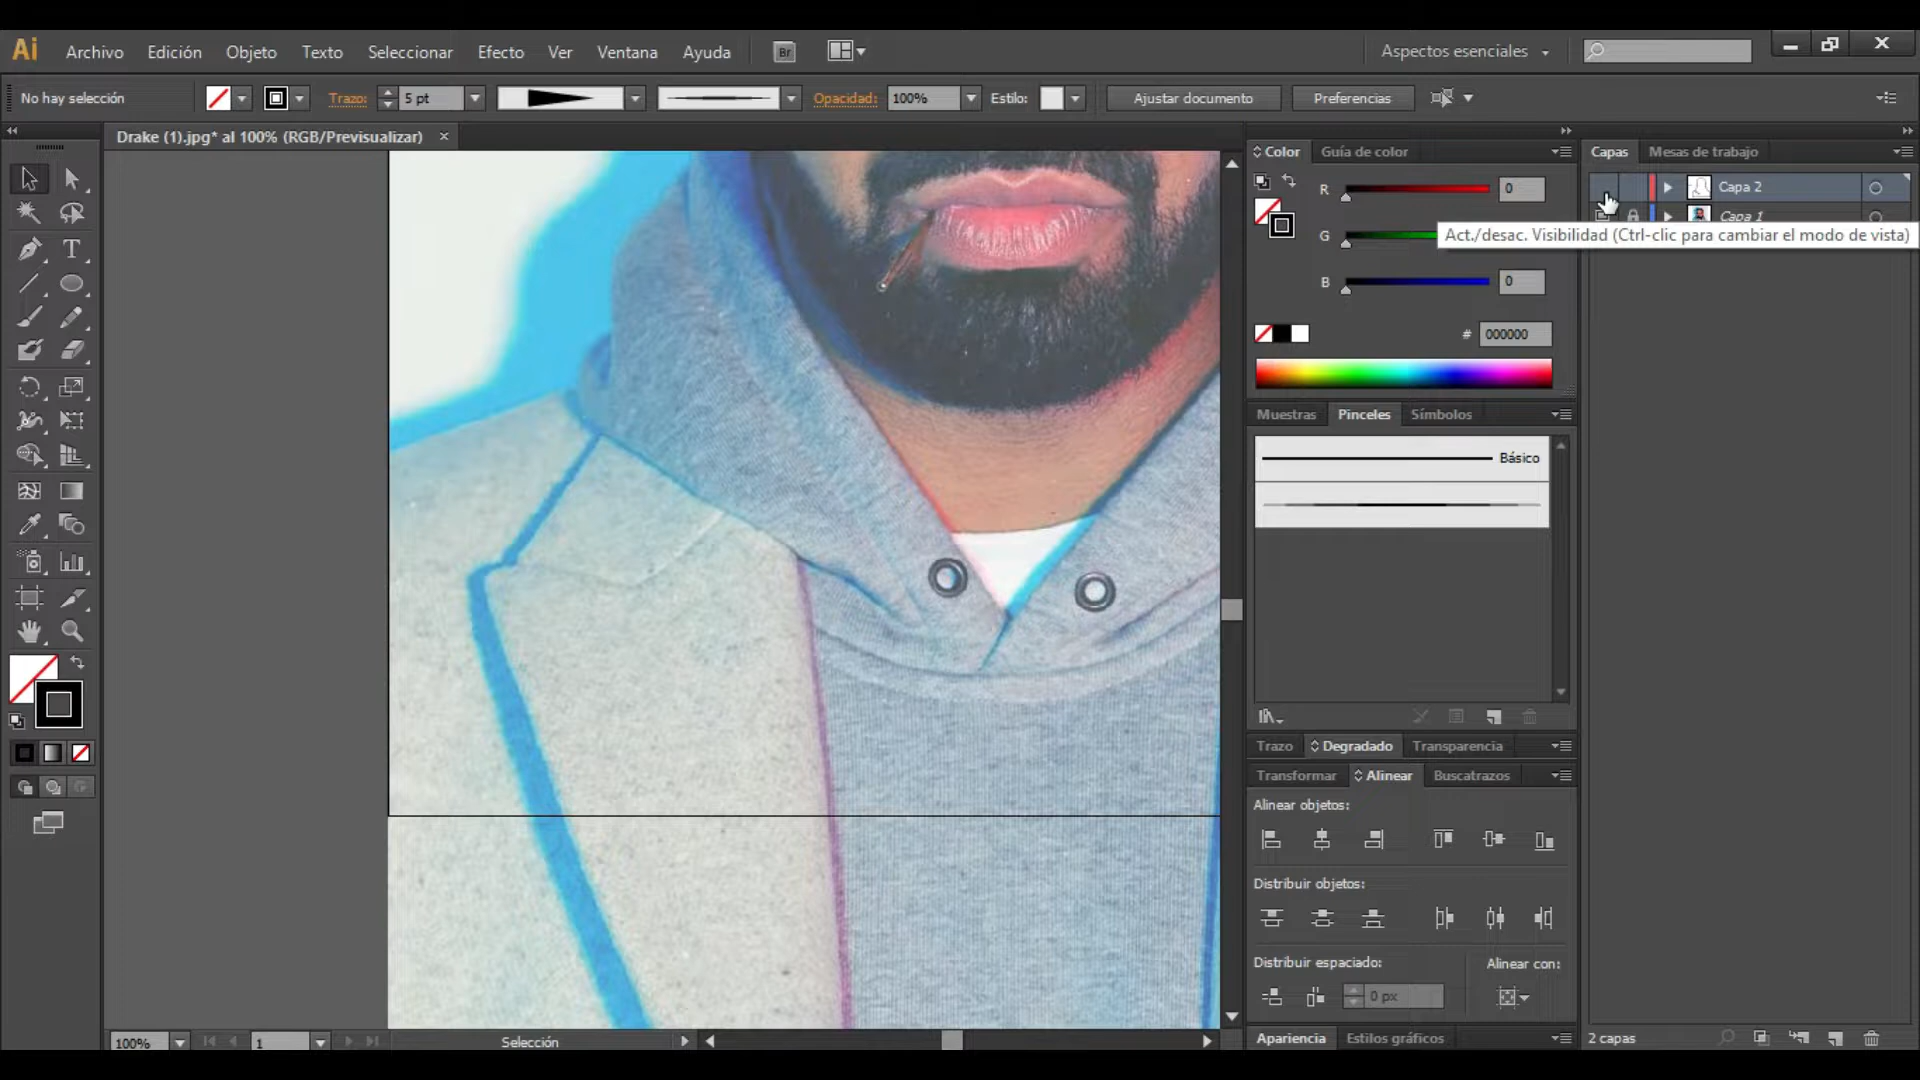 Ai Archivo Edición Objeto Texto Seleccionar Efecto Ver Ventana Ayuda Br Aspectos esenciales
No hay selección Trazo: 5 pt Opacidad: 100% Estilo: Ajustar documento Preferencias
Drake (1).jpg* al 100% (RGB/Previsualizar)
Color Guía de color
Capas Mesas de trabajo
R 0
Capa 2
Capa 1
G
Act./desac. Visibilidad (Ctrl-clic para cambiar el modo de vista)
B 0
# 000000
Muestras Pinceles Símbolos
Básico
Trazo Degradado Transparencia
Transformar Alinear Buscatrazos
Alinear objetos:
Distribuir objetos:
Distribuir espaciado: Alinear con:
0 px
Apariencia Estilos gráficos
2 capas
100% 1 Selección